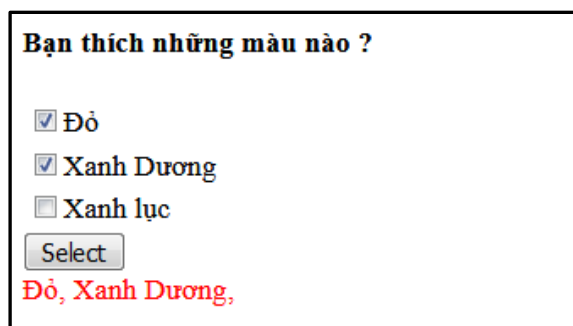 Bạn thích những màu nào ?
Đỏ
Xanh Dương
Xanh lục
Select
Đỏ, Xanh Dương,